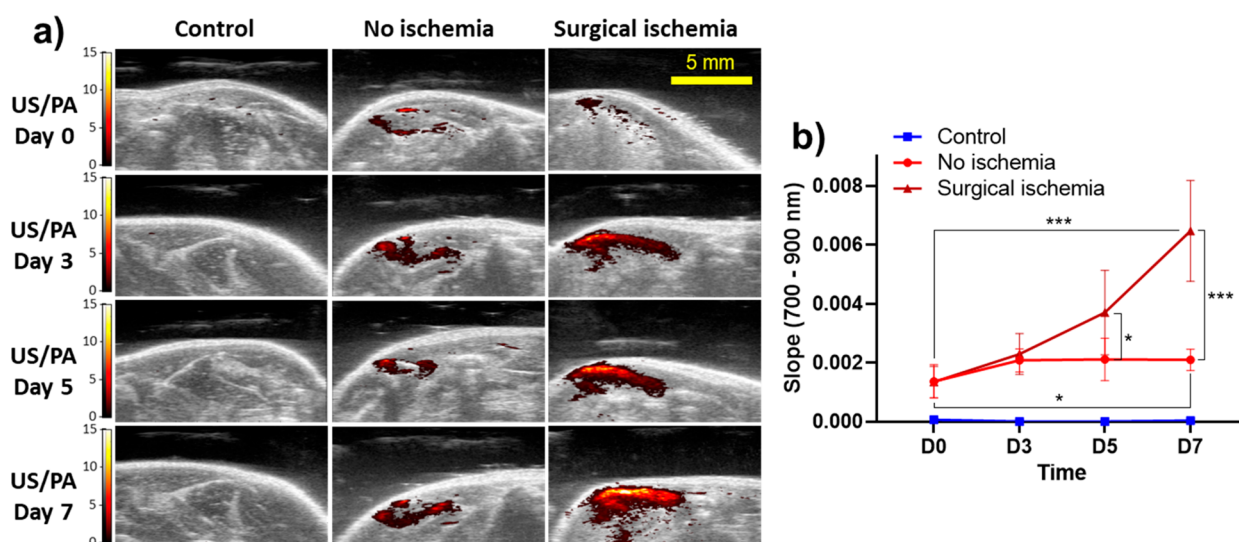 a)
Control
No ischemia
Surgical ischemia
5 mm
US/PA
Day 0
15
10
5
0
US/PA
Day 3
15
10
5
0
US/PA
Day 5
15
10
5
0
US/PA
Day 7
15
10
5
0
b)
Control
No ischemia
Surgical ischemia
Slope (700 - 900 nm)
0.008
0.006
0.004
0.002
0.000
***
***
*
*
D0 D3 D5 D7
Time